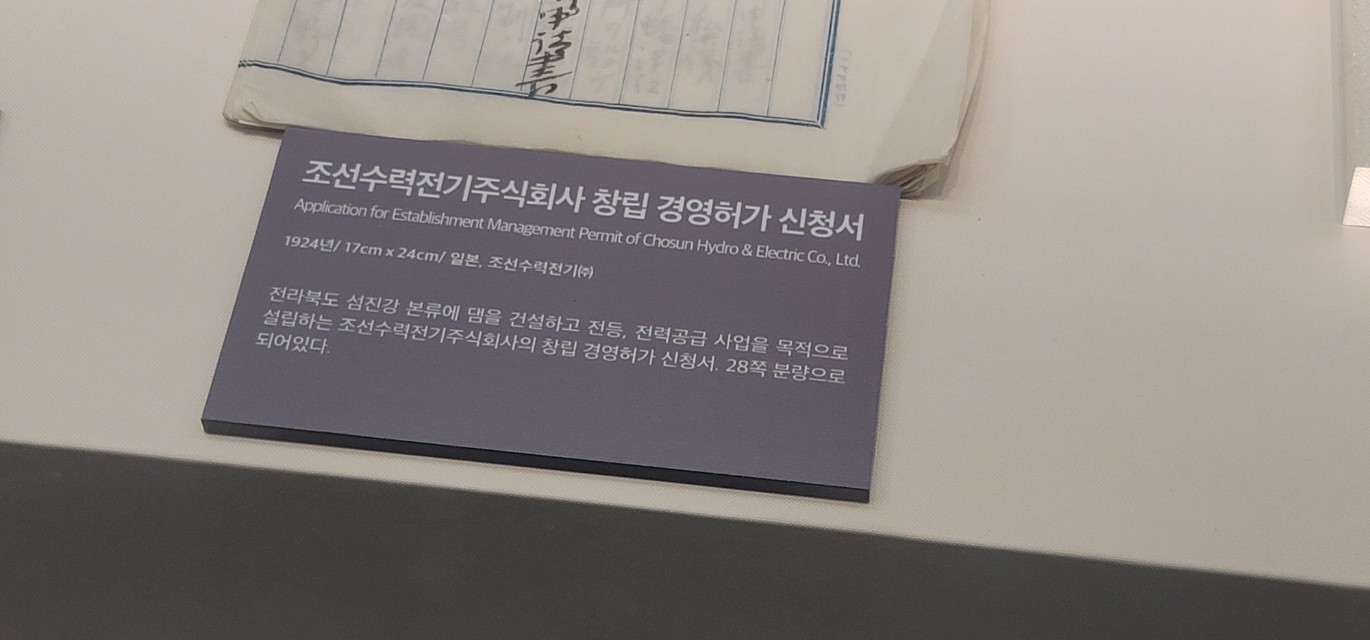 申請書
조선수력전기주식회사 창립 경영허가 신청서
Application for Establishment Management Permit of Chosun Hydro & Electric Co., Ltd.
1924년/ 17cm x 24cm/ 일본, 조선수력전기㈜
전라북도 섬진강 본류에 댐을 건설하고 전등, 전력공급 사업을 목적으로
설립하는 조선수력전기주식회사의 창립 경영허가 신청서. 28쪽 분량으로
되어있다.